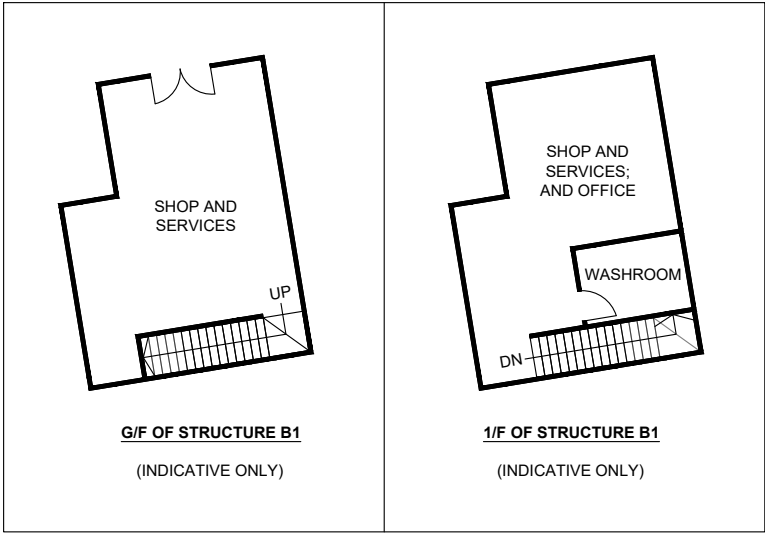 SHOP AND
SERVICES
UP
G/F OF STRUCTURE B1
(INDICATIVE ONLY)
SHOP AND
SERVICES;
AND OFFICE
WASHROOM
DN
1/F OF STRUCTURE B1
(INDICATIVE ONLY)